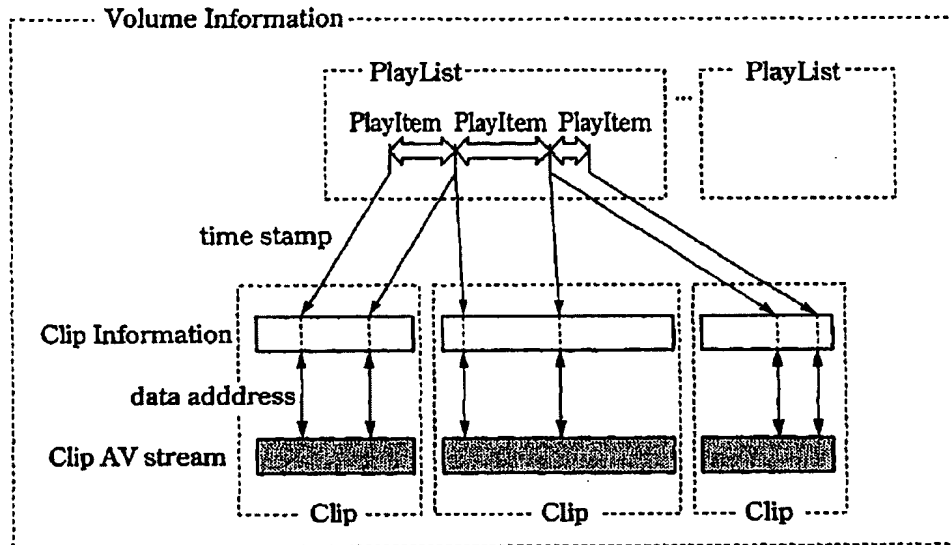 Volume Information
PlayList
PlayList
...
PlayItem PlayItem PlayItem
time stamp
Clip Information
data adddress
Clip AV stream
Clip
Clip
Clip